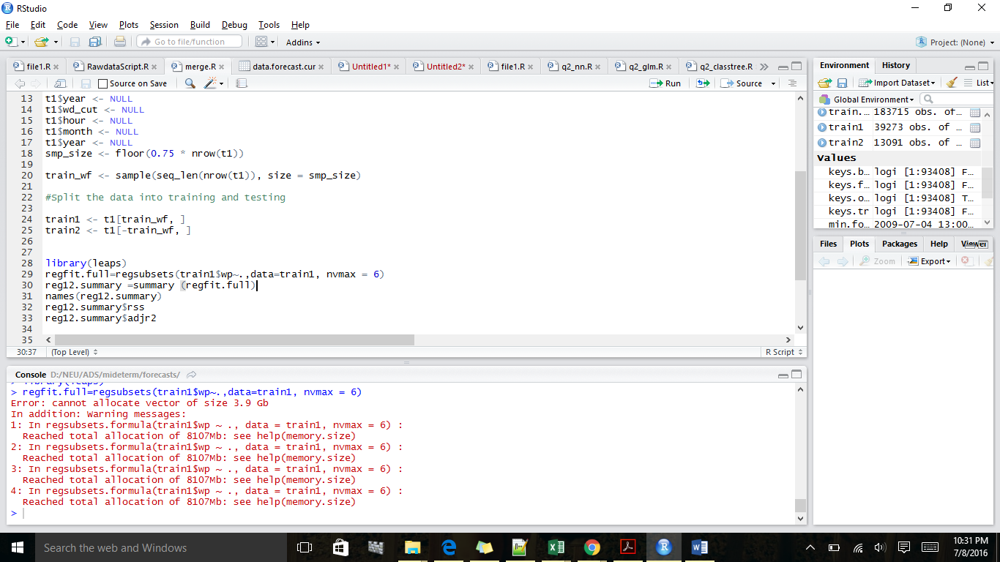 RStudio
File Edit Code View Plots Session Build Debug Tools Help
Go to file/function Addins Project: (None)
file1.R RawdataScript.R merge.R data.forecast.cur Untitled1* Untitled2* file1.R q2_nn.R q2_glm.R q2_classtree.R
Source on Save Run Source
13 t1$year <- NULL
14 t1$wd_cut <- NULL
15 t1$hour <- NULL
16 t1$month <- NULL
17 t1$year <- NULL
18 smp_size <- floor(0.75 * nrow(t1))
19
20 train_wf <- sample(seq_len(nrow(t1)), size = smp_size)
21
22 #Split the data into training and testing
23
24 train1 <- t1[train_wf, ]
25 train2 <- t1[-train_wf, ]
26
27
28 library(leaps)
29 regfit.full=regsubsets(train1$wp~.,data=train1, nvmax = 6)
30 reg12.summary =summary (regfit.full)
31 names(reg12.summary)
32 reg12.summary$rss
33 reg12.summary$adjr2
34
35
30:37 (Top Level) R Script
Console D:/NEU/ADS/mideterm/forecasts/
> library(leaps)
> regfit.full=regsubsets(train1$wp~.,data=train1, nvmax = 6)
Error: cannot allocate vector of size 3.9 Gb
In addition: Warning messages:
1: In regsubsets.formula(train1$wp ~ ., data = train1, nvmax = 6) :
Reached total allocation of 8107Mb: see help(memory.size)
2: In regsubsets.formula(train1$wp ~ ., data = train1, nvmax = 6) :
Reached total allocation of 8107Mb: see help(memory.size)
3: In regsubsets.formula(train1$wp ~ ., data = train1, nvmax = 6) :
Reached total allocation of 8107Mb: see help(memory.size)
4: In regsubsets.formula(train1$wp ~ ., data = train1, nvmax = 6) :
Reached total allocation of 8107Mb: see help(memory.size)
>
Environment History
Import Dataset List
Global Environment
train.… 183715 obs. of…
train1 39273 obs. of …
train2 13091 obs. of …
Values
keys.b… logi [1:93408] F…
keys.f… logi [1:93408] F…
keys.o… logi [1:93408] T…
keys.tr logi [1:93408] F…
min.fo… 2009-07-04 13:00…
Files Plots Packages Help Viewer
Zoom Export
Search the web and Windows
10:31 PM
7/8/2016